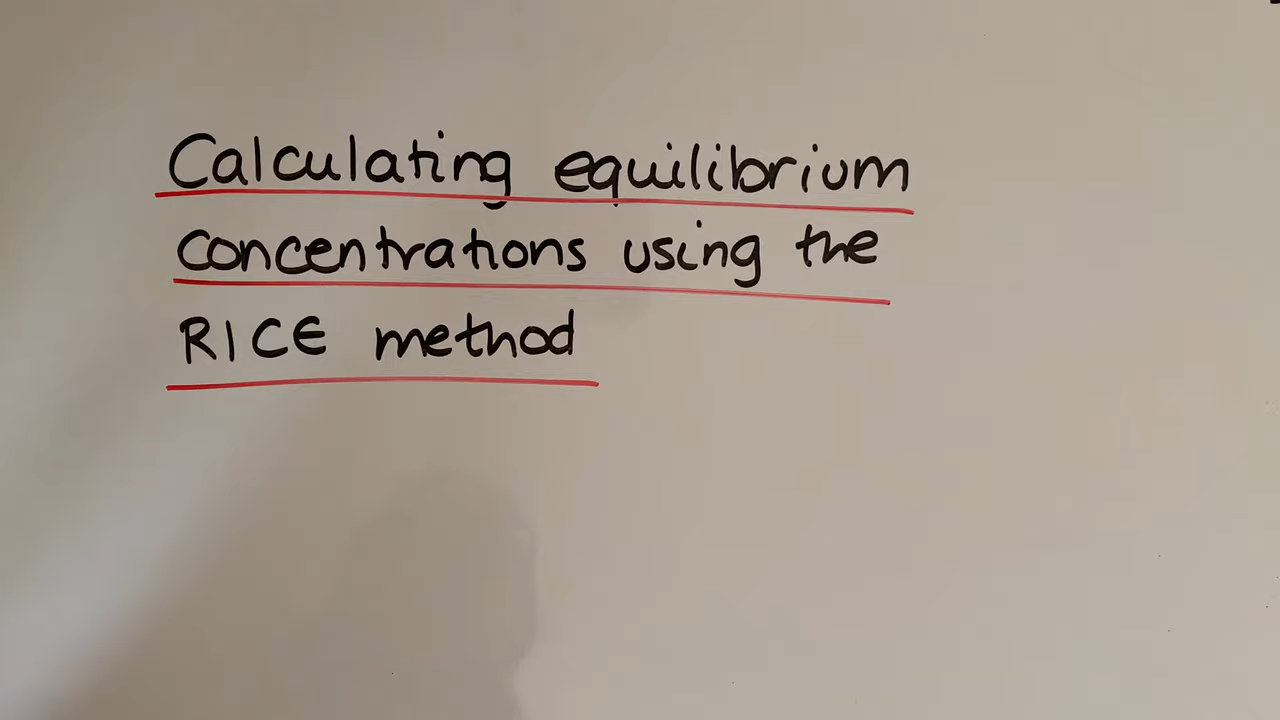 Calculating equilibrium
concentrations using the
RICE method